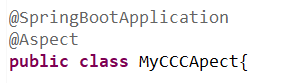 @SpringBootApplication
@Aspect
public class MyCCCApect{